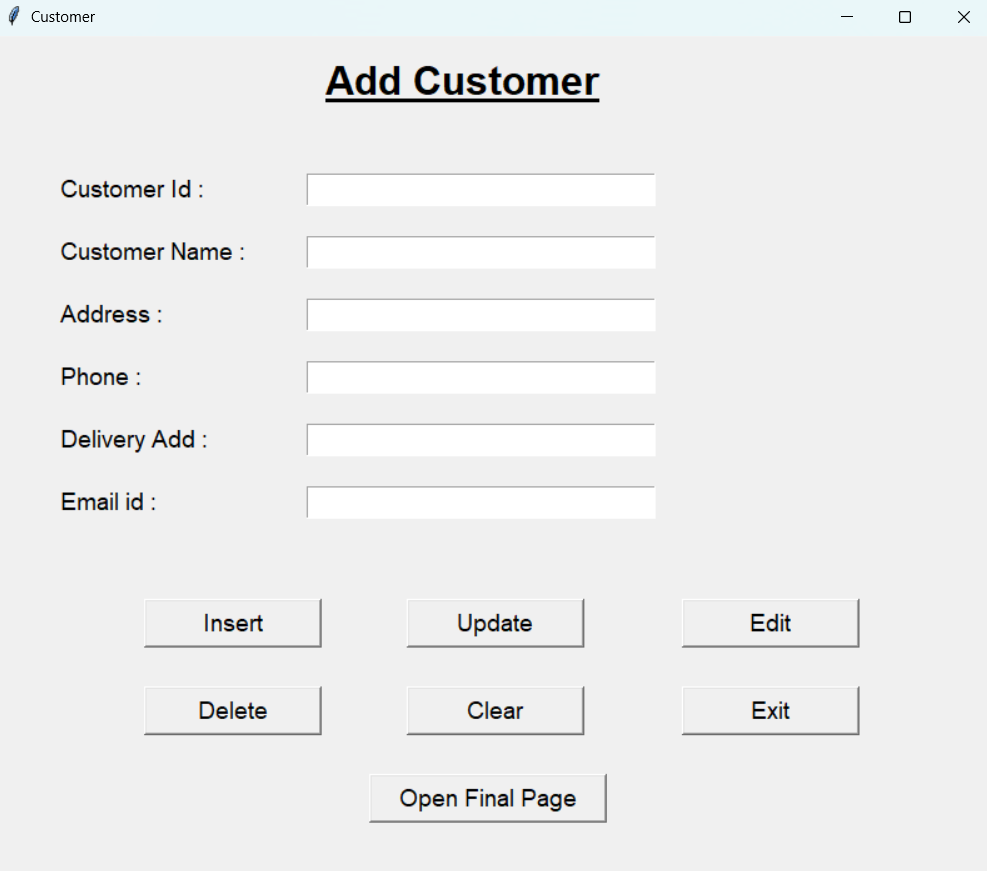 Customer
Add Customer
Customer Id :
Customer Name :
Address :
Phone :
Delivery Add :
Email id :
Insert Update Edit
Delete Clear Exit
Open Final Page